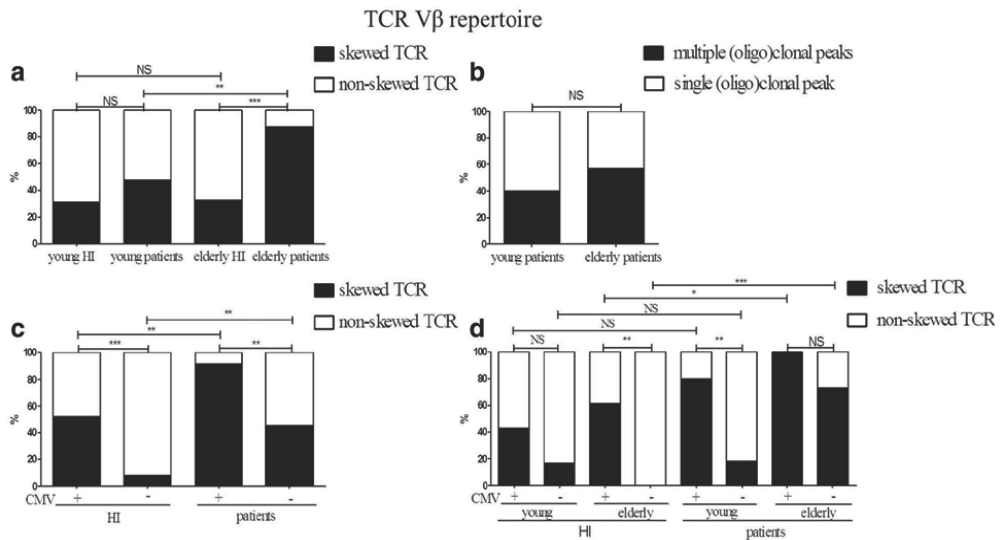 TCR Vβ repertoire
a
skewed TCR
non-skewed TCR
NS
**
NS
***
100
80
60
40
20
0
%
young HI
young patients
elderly HI
elderly patients
b
multiple (oligo)clonal peaks
single (oligo)clonal peak
NS
100
80
60
40
20
0
%
young patients
elderly patients
c
skewed TCR
non-skewed TCR
**
**
***
**
100
80
60
40
20
0
%
CMV + - + -
HI
patients
d
skewed TCR
non-skewed TCR
***
*
NS
NS
NS
**
**
NS
100
80
60
40
20
0
%
CMV + - + - + - + -
young elderly young elderly
HI patients